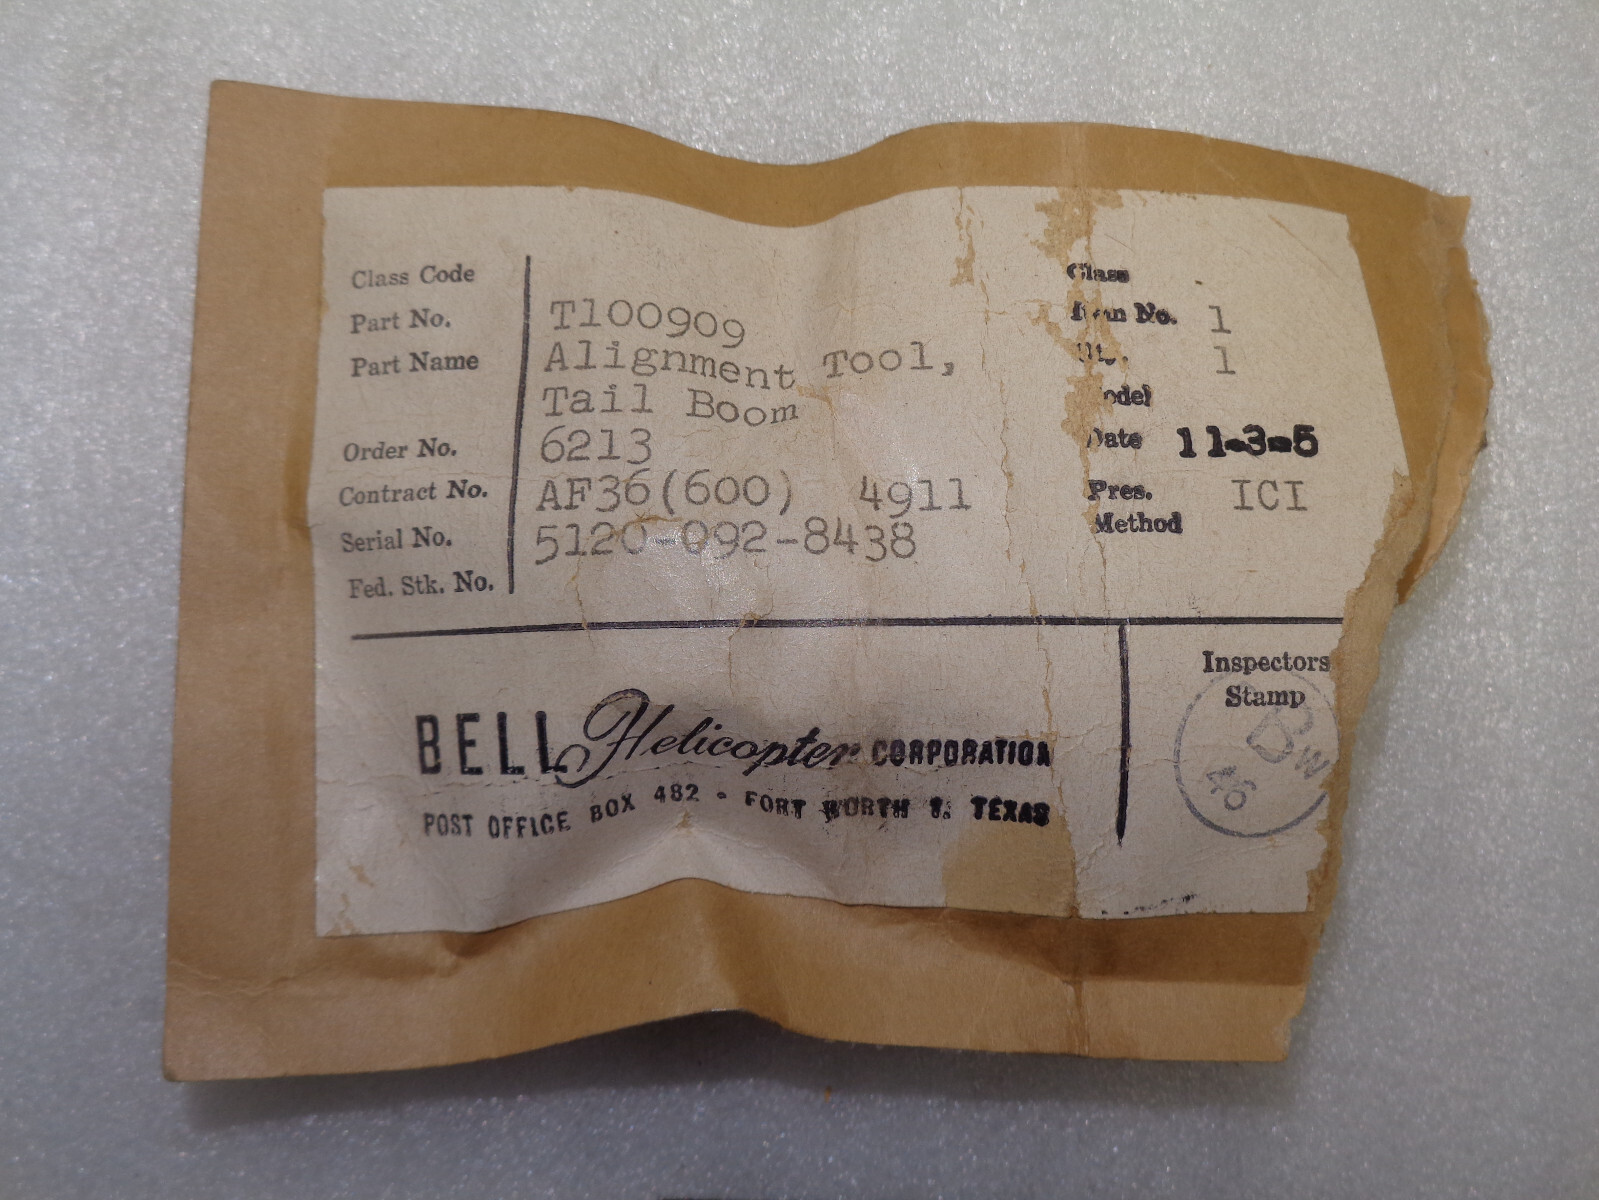 Class Code
Part No. T100909
Part Name Alignment Tool,
Tail Boom
Order No. 6213
Contract No. AF36(600) 4911
Serial No. 5120-092-8438
Fed. Stk. No.
Class
No. 1
1
odel
Date 11-3-5
Pres. ICI
Method
BELL Helicopter CORPORATION
POST OFFICE BOX 482 - FORT WORTH 1, TEXAS
Inspectors
Stamp
46